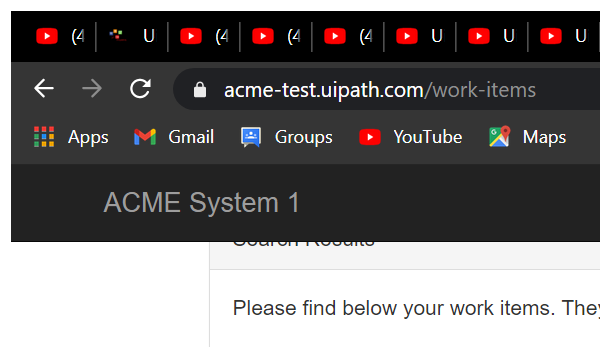 (4 U (4 (4 (4 U U U
acme-test.uipath.com/work-items
Apps Gmail Groups YouTube Maps
ACME System 1
Search Results
Please find below your work items. They